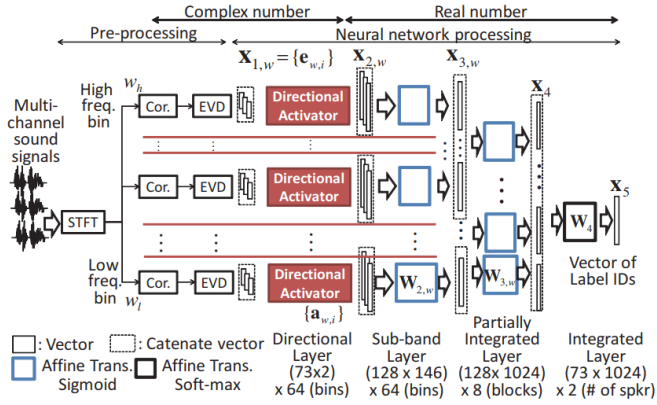 Complex number
Real number
Pre-processing
Neural network processing
x1,w = {ew,i}
x2,w
x3,w
x4
x5
High
freq.
bin
wh
Multi-
channel
sound
signals
Cor.
EVD
Directional
Activator
Cor.
EVD
Directional
Activator
STFT
W4
Vector of
Label IDs
Low
freq.
bin
wl
Cor.
EVD
Directional
Activator
{aw,i}
W2,w
W3,w
: Vector
: Catenate vector
Affine Trans.
Sigmoid
Affine Trans.
Soft-max
Directional
Layer
(73x2)
x 64 (bins)
Sub-band
Layer
(128 x 146)
x 64 (bins)
Partially
Integrated
Layer
(128x 1024)
x 8 (blocks)
Integrated
Layer
(73 x 1024)
x 2 (# of spkr)